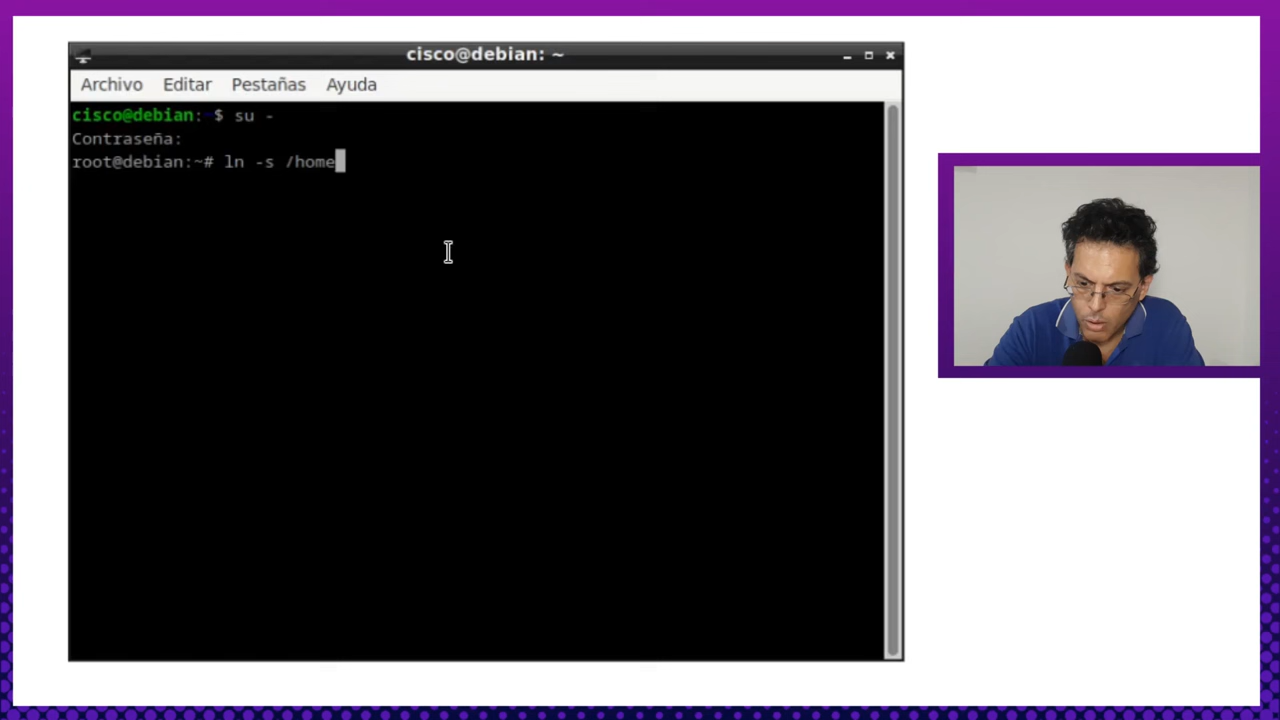 cisco@debian: ~
Archivo Editar Pestañas Ayuda
cisco@debian:~$ su -
Contraseña:
root@debian:~# ln -s /home